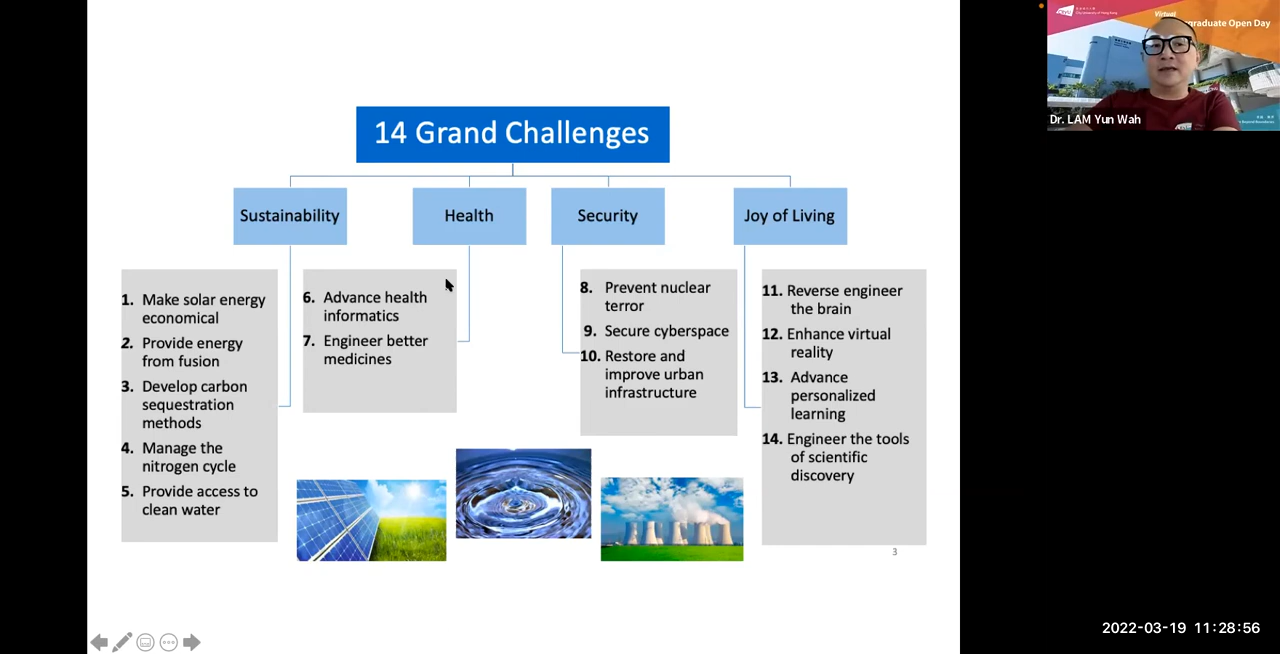 14 Grand Challenges
Sustainability
Health
Security
Joy of Living
1. Make solar energy
economical
2. Provide energy
from fusion
3. Develop carbon
sequestration
methods
4. Manage the
nitrogen cycle
5. Provide access to
clean water
6. Advance health
informatics
7. Engineer better
medicines
8. Prevent nuclear
terror
9. Secure cyberspace
10. Restore and
improve urban
infrastructure
11. Reverse engineer
the brain
12. Enhance virtual
reality
13. Advance
personalized
learning
14. Engineer the tools
of scientific
discovery
3
Virtual
graduate Open Day
Dr. LAM Yun Wah
2022-03-19 11:28:56